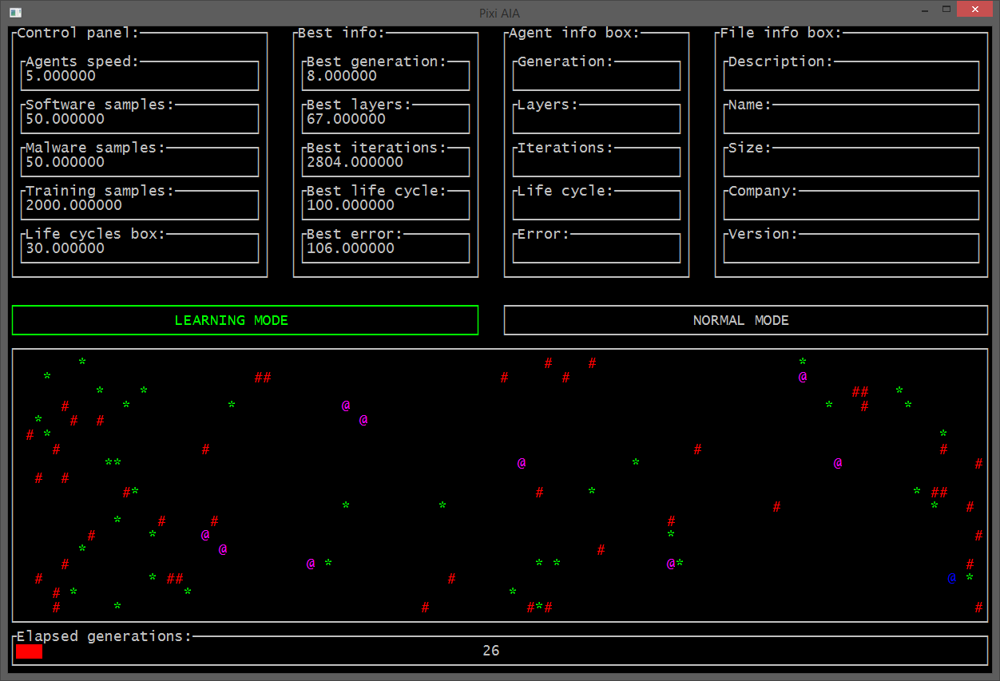 Pixi AIA
Control panel:
Agents speed:
5.000000
Software samples:
50.000000
Malware samples:
50.000000
Training samples:
2000.000000
Life cycles box:
30.000000
Best info:
Best generation:
8.000000
Best layers:
67.000000
Best iterations:
2804.000000
Best life cycle:
100.000000
Best error:
106.000000
Agent info box:
Generation:
Layers:
Iterations:
Life cycle:
Error:
File info box:
Description:
Name:
Size:
Company:
Version:
LEARNING MODE
NORMAL MODE
Elapsed generations:
26